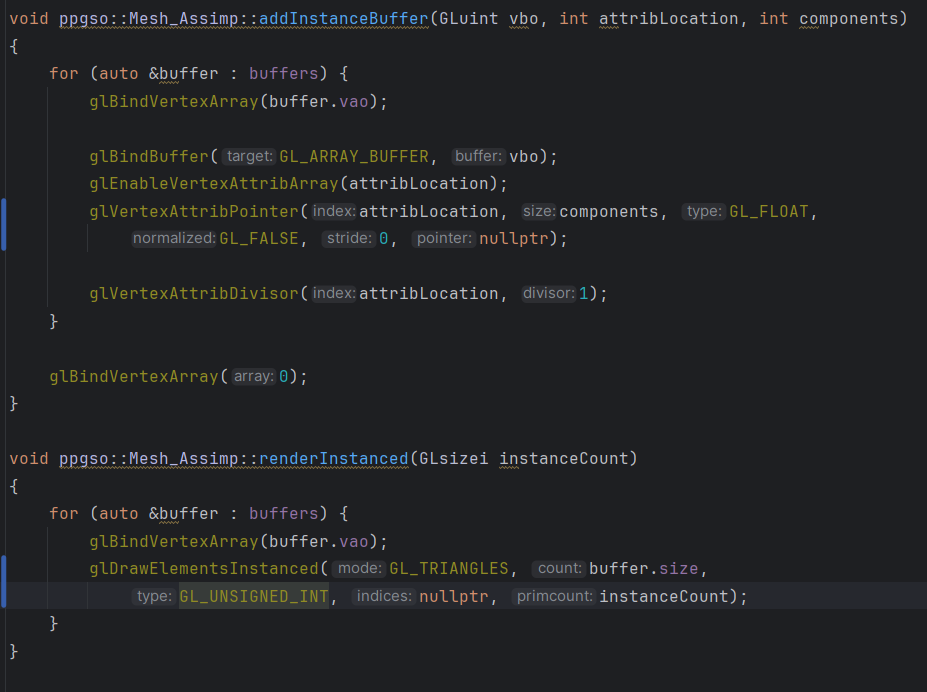 void ppgso::Mesh_Assimp::addInstanceBuffer(GLuint vbo, int attribLocation, int components)
{
for (auto &buffer : buffers) {
glBindVertexArray(buffer.vao);
glBindBuffer( target: GL_ARRAY_BUFFER, buffer: vbo);
glEnableVertexAttribArray(attribLocation);
glVertexAttribPointer( index: attribLocation, size: components, type: GL_FLOAT,
normalized: GL_FALSE, stride: 0, pointer: nullptr);
glVertexAttribDivisor( index: attribLocation, divisor: 1);
}
glBindVertexArray( array: 0);
}
void ppgso::Mesh_Assimp::renderInstanced(GLsizei instanceCount)
{
for (auto &buffer : buffers) {
glBindVertexArray(buffer.vao);
glDrawElementsInstanced( mode: GL_TRIANGLES, count: buffer.size,
type: GL_UNSIGNED_INT, indices: nullptr, primcount: instanceCount);
}
}